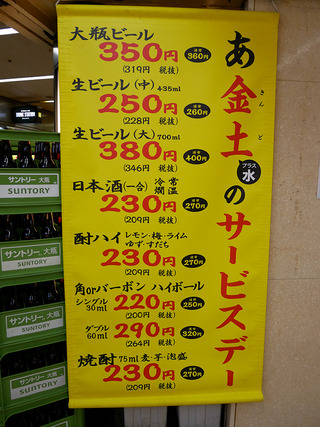 あ金土のサービスデー
きんど
プラス
水
大瓶ビール
350円 通常 360円
(319円 税抜)
生ビール(中)435ml
250円 通常 260円
(228円 税抜)
生ビール(大)700ml
380円 通常 400円
(346円 税抜)
日本酒(一合) 冷 常 燗 温
230円 通常 270円
(209円 税抜)
酎ハイ レモン・梅・ライム
ゆず・すだち
230円 通常 270円
(209円 税抜)
角orバーボン ハイボール
シングル 30ml 220円 通常 250円
(200円 税抜)
ダブル 60ml 290円 通常 320円
(264円 税抜)
焼酎 75ml 麦・芋・泡盛
230円 通常 270円
(209円 税抜)
サントリー 大阪
SUNTORY
サントリー 大阪
SUNTORY
サントリー 大阪
SUNTORY
サントリー 大阪
SUNTORY